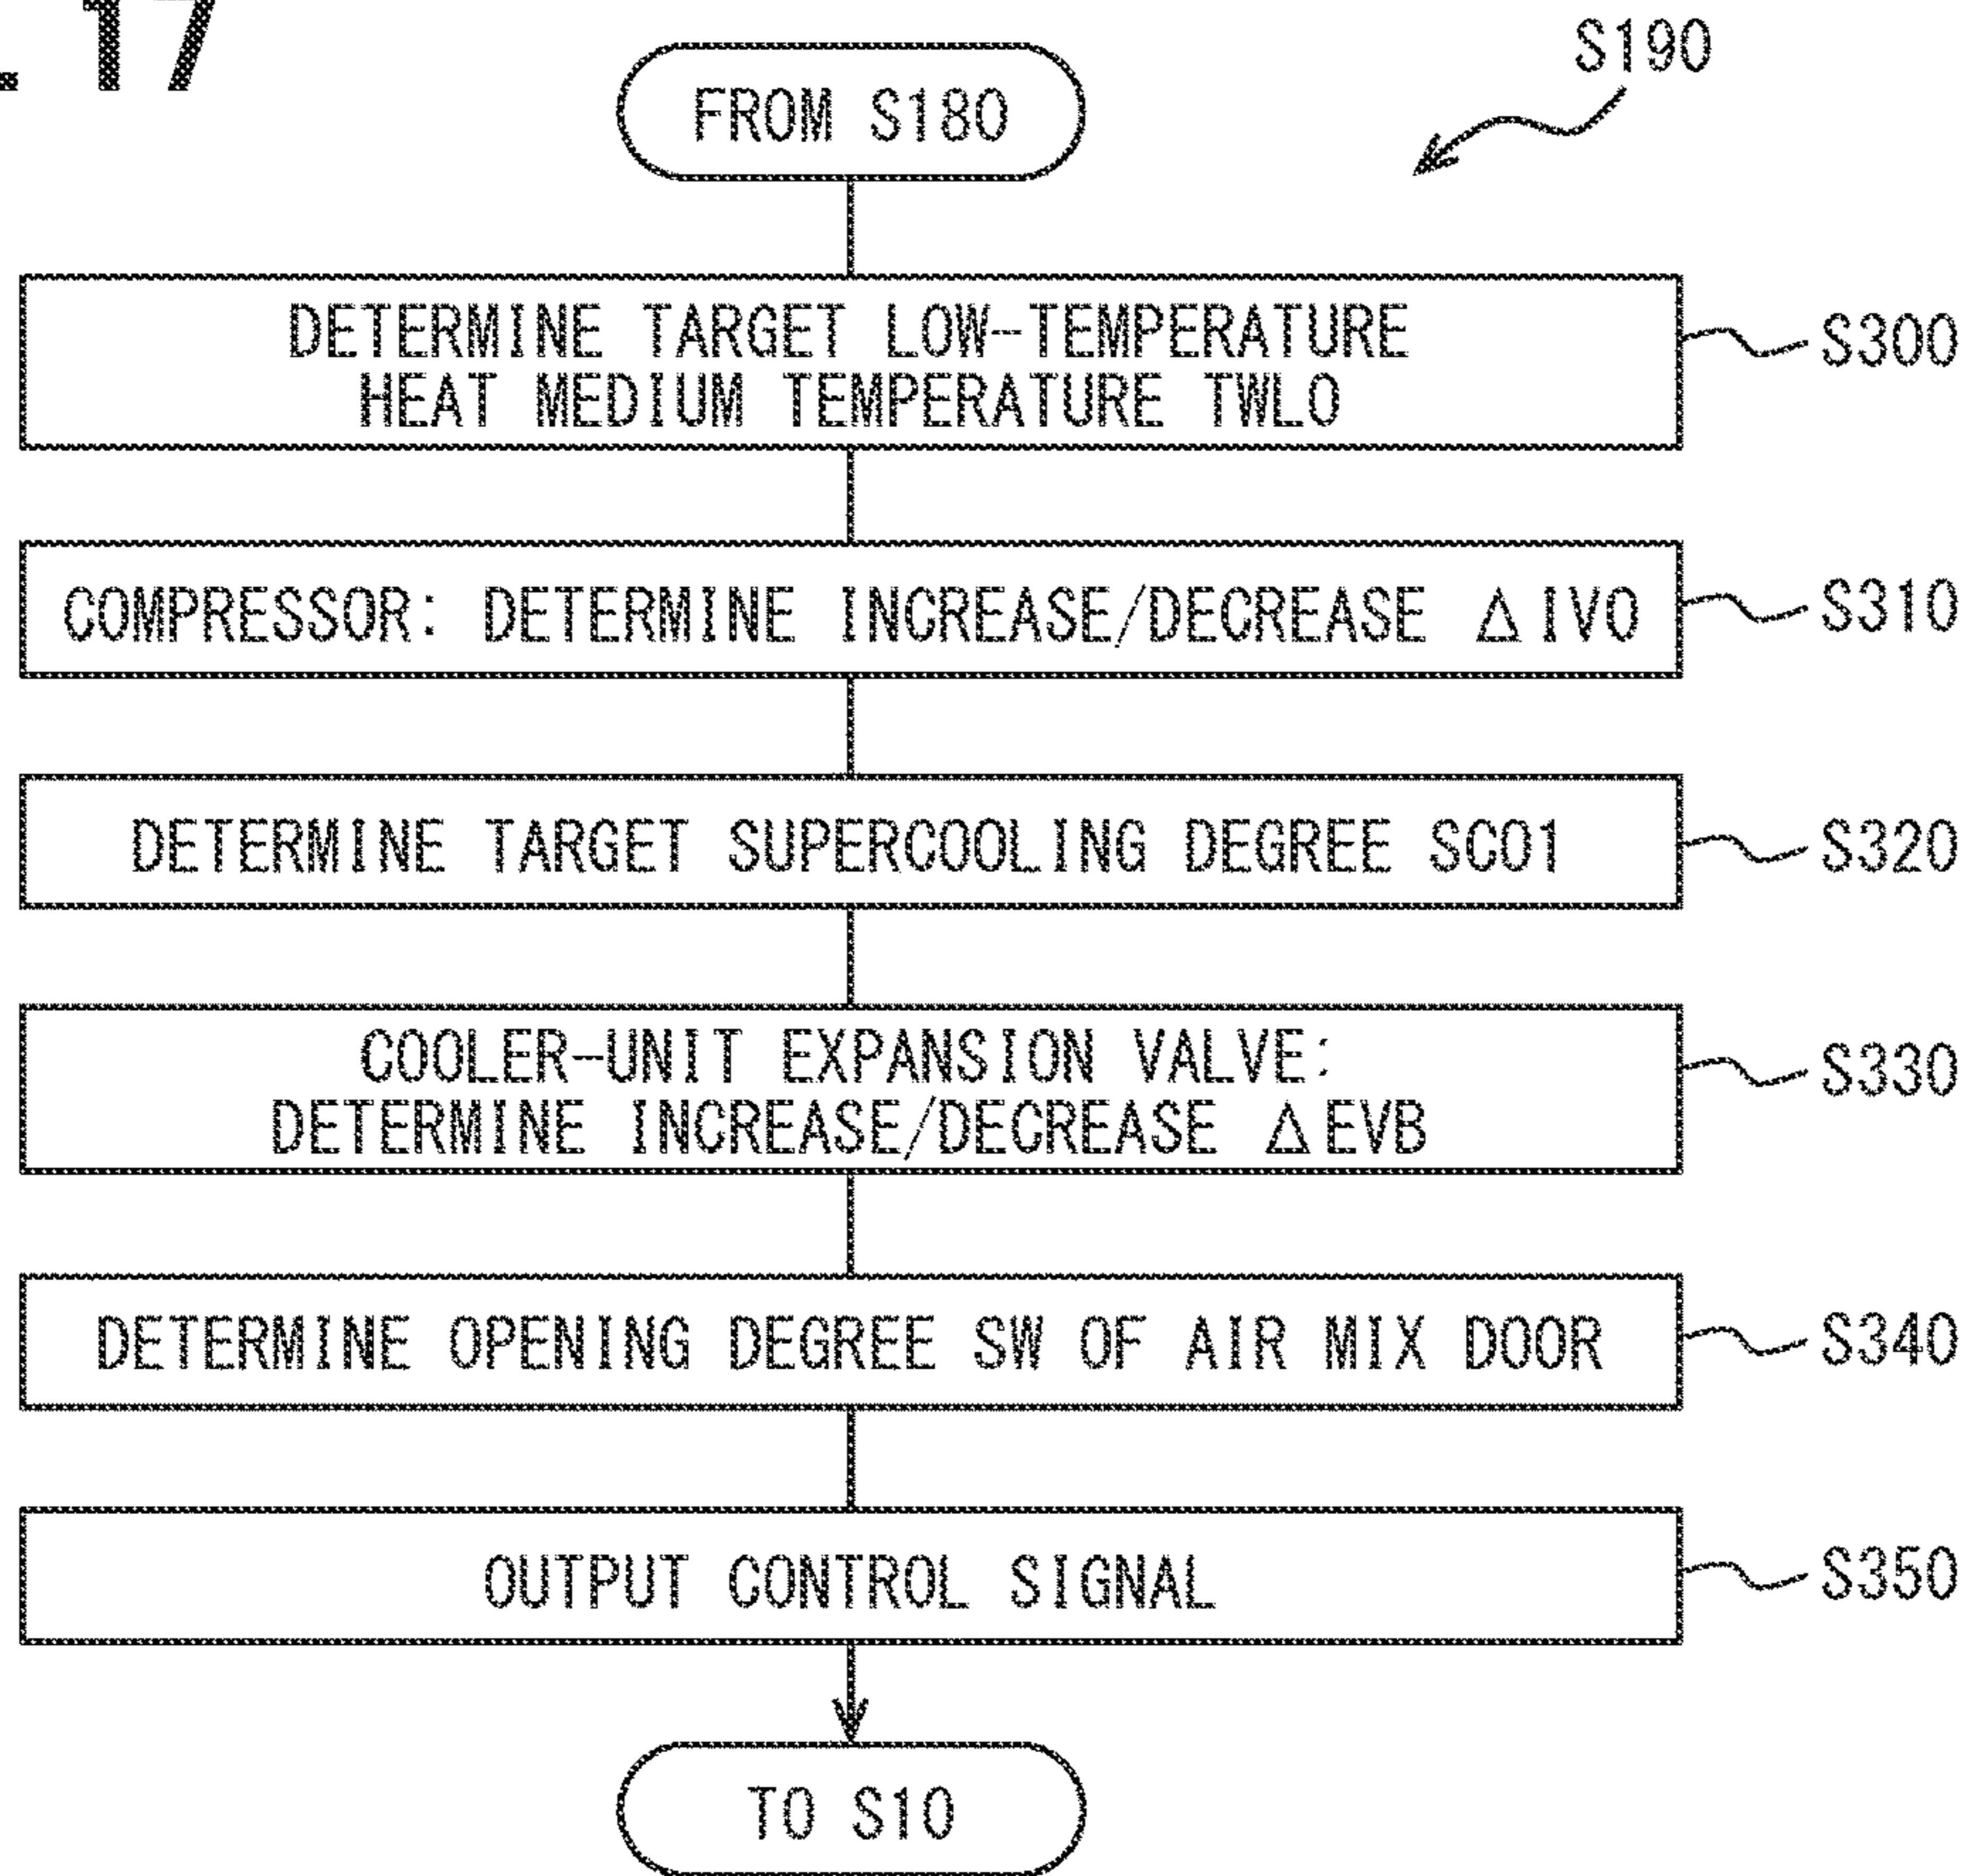 17
S190
FROM S180
DETERMINE TARGET LOW-TEMPERATURE
HEAT MEDIUM TEMPERATURE TWLO
S300
COMPRESSOR: DETERMINE INCREASE/DECREASE Δ IVO
S310
DETERMINE TARGET SUPERCOOLING DEGREE SCO1
S320
COOLER-UNIT EXPANSION VALVE:
DETERMINE INCREASE/DECREASE Δ EVB
S330
DETERMINE OPENING DEGREE SW OF AIR MIX DOOR
S340
OUTPUT CONTROL SIGNAL
S350
TO S10